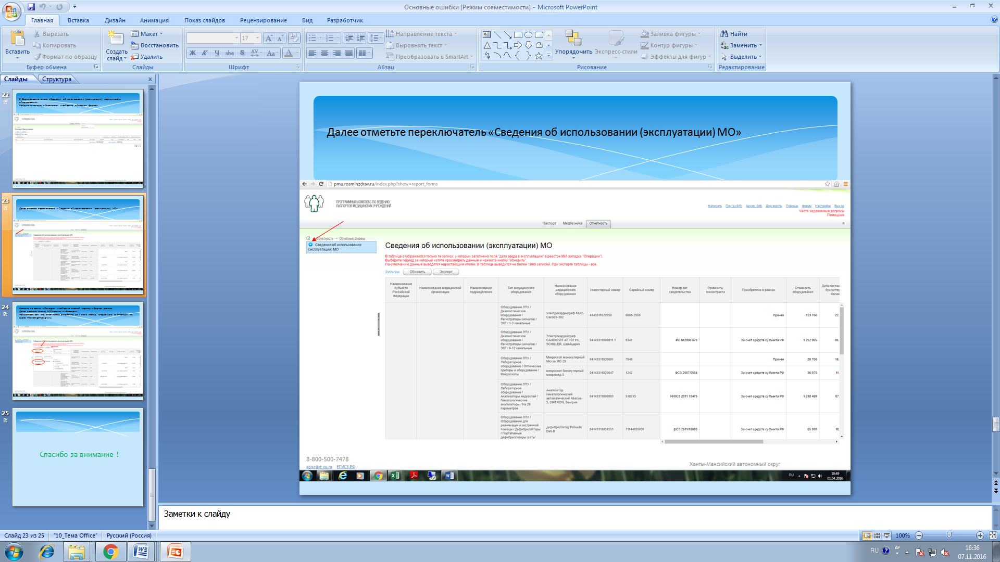 Основные ошибки [Режим совместимости] - Microsoft PowerPoint
Главная Вставка Дизайн Анимация Показ слайдов Рецензирование Вид Разработчик
Вставить
Вырезать
Копировать
Формат по образцу
Буфер обмена
Создать слайд
Макет
Восстановить
Удалить
Слайды
17
Ж К Ч abc S AV Aa A
Шрифт
Направление текста
Выровнять текст
Преобразовать в SmartArt
Абзац
Упорядочить
Экспресс-стили
Заливка фигуры
Контур фигуры
Эффекты для фигур
Рисование
Найти
Заменить
Выделить
Редактирование
Слайды Структура
22
23
24
25
Спасибо за внимание !
Далее отметьте переключатель «Сведения об использовании (эксплуатации) МО»
pmu.rosminzdrav.ru/index.php?show=report_forms
ПРОГРАММНЫЙ КОМПЛЕКС ПО ВЕДЕНИЮ
ПАСПОРТОВ МЕДИЦИНСКИХ УЧРЕЖДЕНИЙ
Написать Почта (0/0) Архив (0/0) Документы Помощь Форум Настройки Выход
Часто задаваемые вопросы
Помощник
Паспорт Медтехника Отчетность
Отчетность → Отчетные формы
Сведения об использовании
(эксплуатации) МО
Сведения об использовании (эксплуатации) МО
В таблице отображаются только те записи, у которых заполнено поле "дата ввода в эксплуатацию" в реестре МИ (вкладка "Операции").
Выберите период за который хотите просмотреть данные и нажмите кнопку "обновить".
По-умолчанию данные выводятся нарастающим итогом. В таблице выводится не более 1000 записей. При экспорте таблицы - все.
Фильтры Обновить Экспорт
Наименование субъекта Российской Федерации
Наименование медицинской организации
Наименование подразделения
Тип медицинского оборудования
Наименование медицинского оборудования
Инвентарный номер
Серийный номер
Номер рег. свидетельства
Реквизиты госконтракта
Приобретено в рамках
Стоимость оборудования
Оборудование ЛПУ / Диагностическое оборудование / Регистраторы сигналов / ЭКГ / 1-3 канальные
электрокардиограф Kenz-Cardico-302
4143311020550 0608-2559 Прочее 123 766 22.
Оборудование ЛПУ / Диагностическое оборудование / Регистраторы сигналов / ЭКГ / 6-12 канальные
Электрокардиограф CARDIOVIT AT 102 PC, SCHILLER, Швейцария
04143311000811.1 6341 ФС №2006 679 За счет средств субъекта РФ 1 252 965 06.
Оборудование ЛПУ / Лабораторное оборудование / Оптические приборы и оборудование / Микроскопы
Микроскоп монокулярный Micros MC-20
04143311020691 7040 Прочее 20 706 16.
микроскоп бинокулярный микромед-3
04143311020647 1242 ФСЗ 2007/0554 За счет средств субъекта РФ 36 975 11.
Оборудование ЛПУ / Лабораторное оборудование / Анализаторы жидкостей / Гематологические анализаторы / На 26 параметров
Анализатор гематологический автоматический Abacus-5, DIATRON, Венгрия
04143311000803 510315 №ФСЗ 2011 10475 За счет средств субъекта РФ 1 018 469 07.
Оборудование ЛПУ / Оборудование для реанимации и экстренной помощи / Дефибрилляторы / Портативные дефибрилляторы (сеть/
дефибриллятор Primedic Defi-B
04143311031551 71144035036 фСЗ 2011/10093 За счет средств субъекта РФ 65 900 18.
8-800-500-7478
egisz@rt-eu.ru ЕГИСЗ.РФ
Ханты-Мансийский автономный округ
RU 10:49
01.04.2016
Заметки к слайду
Слайд 23 из 25 "10_Тема Office" Русский (Россия) 100%
RU 16:36
07.11.2016